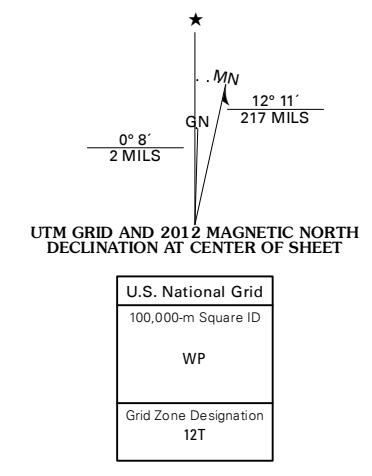 ★
MN
GN
12° 11´
217 MILS
0° 8´
2 MILS
UTM GRID AND 2012 MAGNETIC NORTH
DECLINATION AT CENTER OF SHEET
U.S. National Grid
100,000-m Square ID
WP
Grid Zone Designation
12T